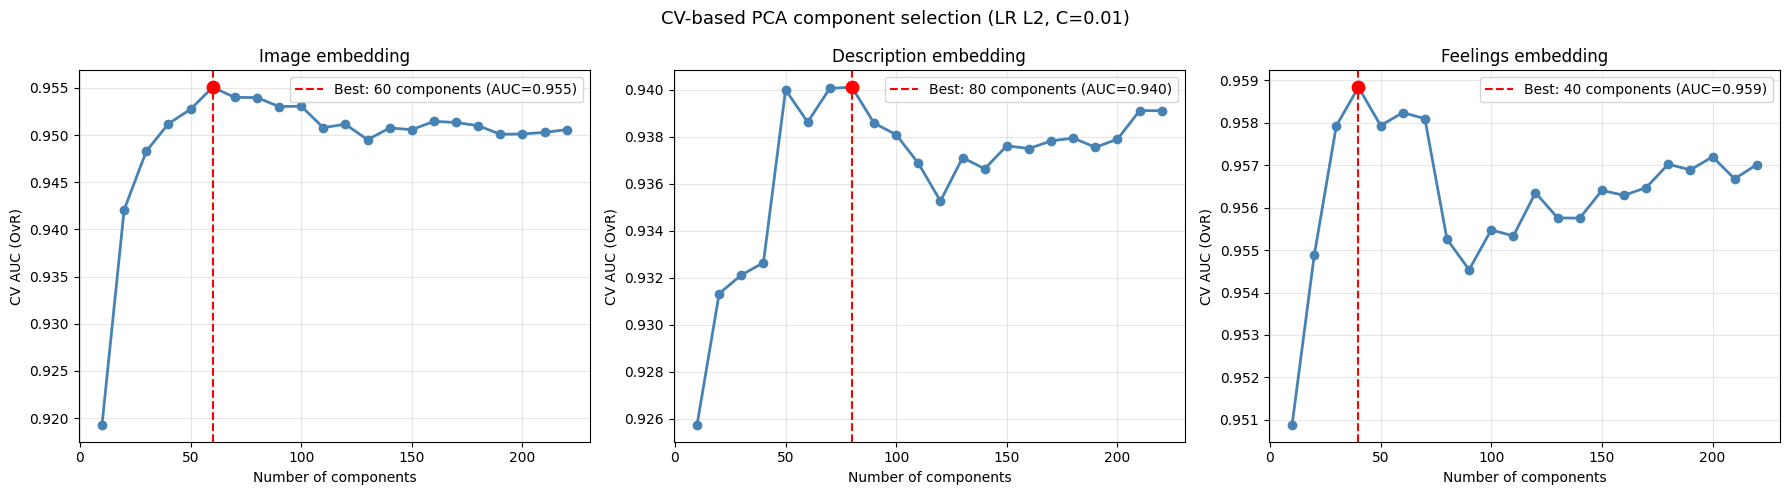 CV-based PCA component selection (LR L2, C=0.01)
Image embedding
Best: 60 components (AUC=0.955)
CV AUC (OvR)
0.955
0.950
0.945
0.940
0.935
0.930
0.925
0.920
0 50 100 150 200
Number of components
Description embedding
Best: 80 components (AUC=0.940)
CV AUC (OvR)
0.940
0.938
0.936
0.934
0.932
0.930
0.928
0.926
0 50 100 150 200
Number of components
Feelings embedding
Best: 40 components (AUC=0.959)
CV AUC (OvR)
0.959
0.958
0.957
0.956
0.955
0.954
0.953
0.952
0.951
0 50 100 150 200
Number of components